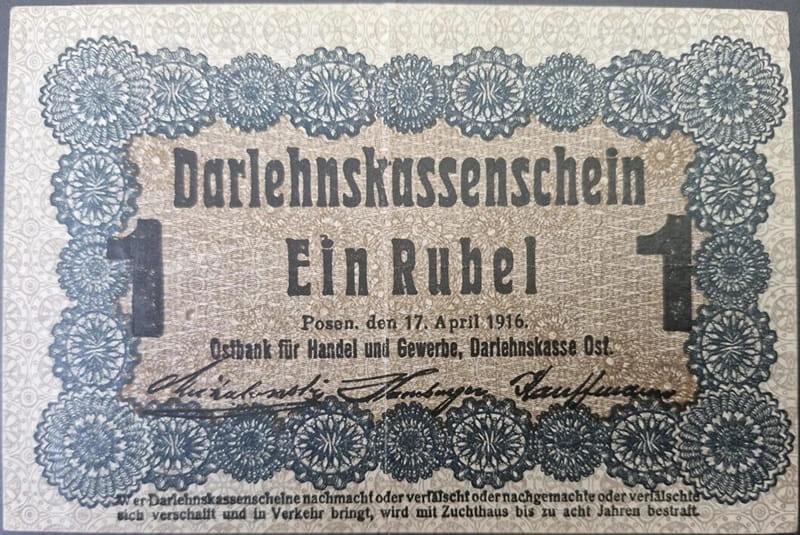 Darlehnskassenschein
1 Ein Rubel 1
Posen, den 17. April 1916.
Ostbank für Handel und Gewerbe, Darlehnskasse Ost.
Hamburger Kauffmann
Wer Darlehnskassenscheine nachmacht oder verfälscht oder nachgemachte oder verfälschte
sich verschafft und in Verkehr bringt, wird mit Zuchthaus bis zu acht Jahren bestraft.